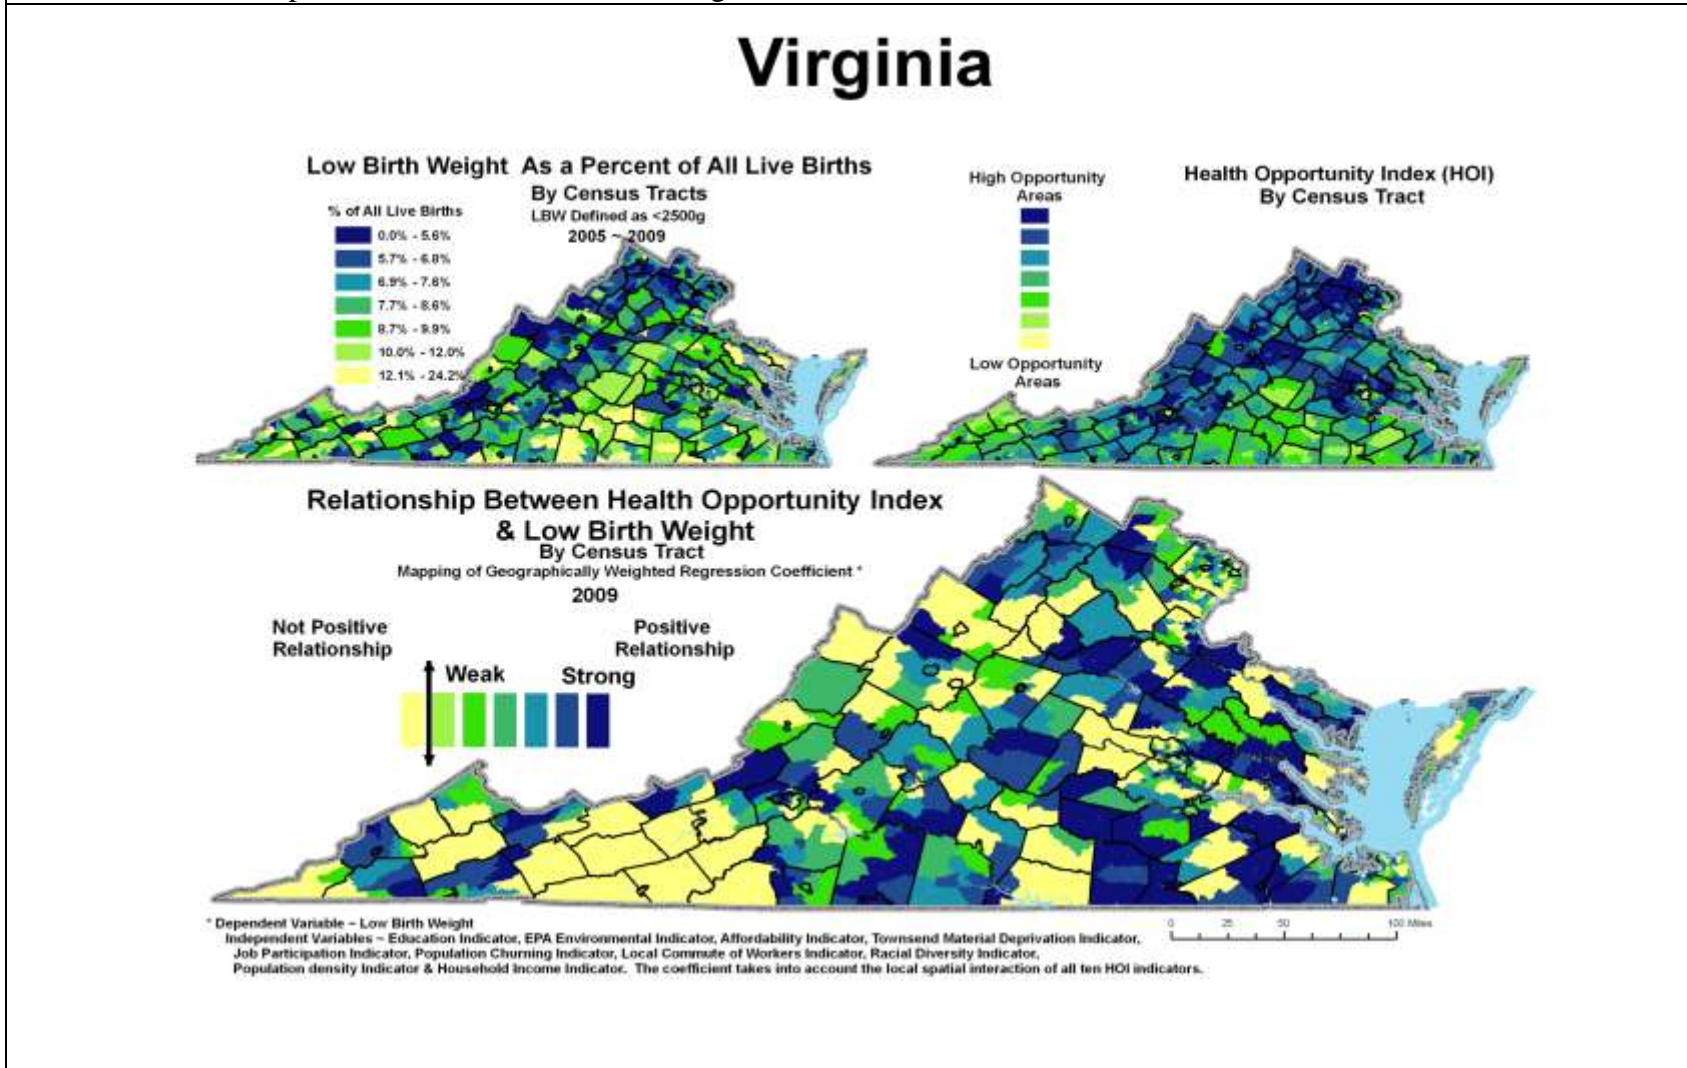 Virginia
Low Birth Weight As a Percent of All Live Births
By Census Tracts
LBW Defined as <2500g
2005 ~ 2009
% of All Live Births
0.0% - 5.6%
5.7% - 6.8%
6.9% - 7.6%
7.7% - 8.6%
8.7% - 9.9%
10.0% - 12.0%
12.1% - 24.2%
High Opportunity
Areas
Low Opportunity
Areas
Health Opportunity Index (HOI)
By Census Tract
Relationship Between Health Opportunity Index
& Low Birth Weight
By Census Tract
Mapping of Geographically Weighted Regression Coefficient *
2009
Not Positive
Relationship
Positive
Relationship
Weak
Strong
* Dependent Variable ~ Low Birth Weight
Independent Variables ~ Education Indicator, EPA Environmental Indicator, Affordability Indicator, Townsend Material Deprivation Indicator,
Job Participation Indicator, Population Churning Indicator, Local Commute of Workers Indicator, Racial Diversity Indicator,
Population density Indicator & Household Income Indicator. The coefficient takes into account the local spatial interaction of all ten HOI indicators.
0 25 50 100 Miles